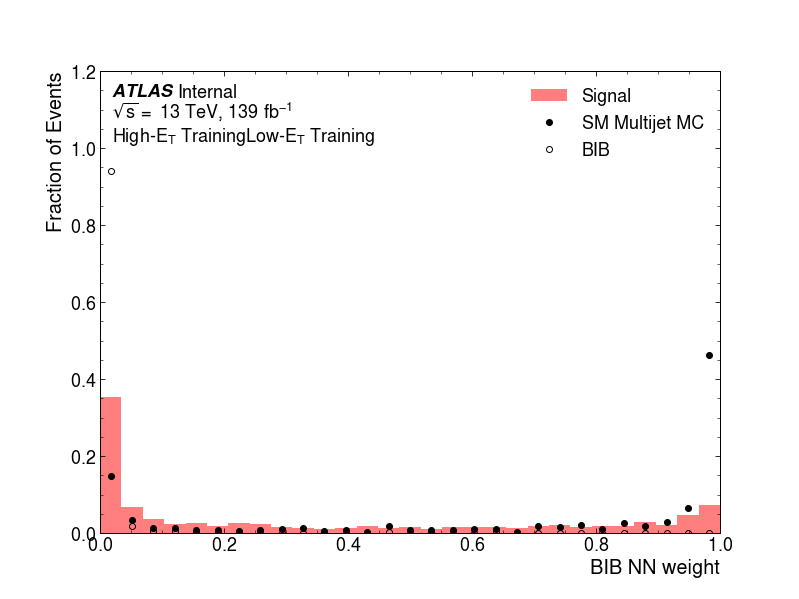 ATLAS Internal
√s = 13 TeV, 139 fb⁻¹
High-E_T TrainingLow-E_T Training
Signal
SM Multijet MC
BIB
Fraction of Events
1.2
1.0
0.8
0.6
0.4
0.2
0.0
0.0 0.2 0.4 0.6 0.8 1.0
BIB NN weight